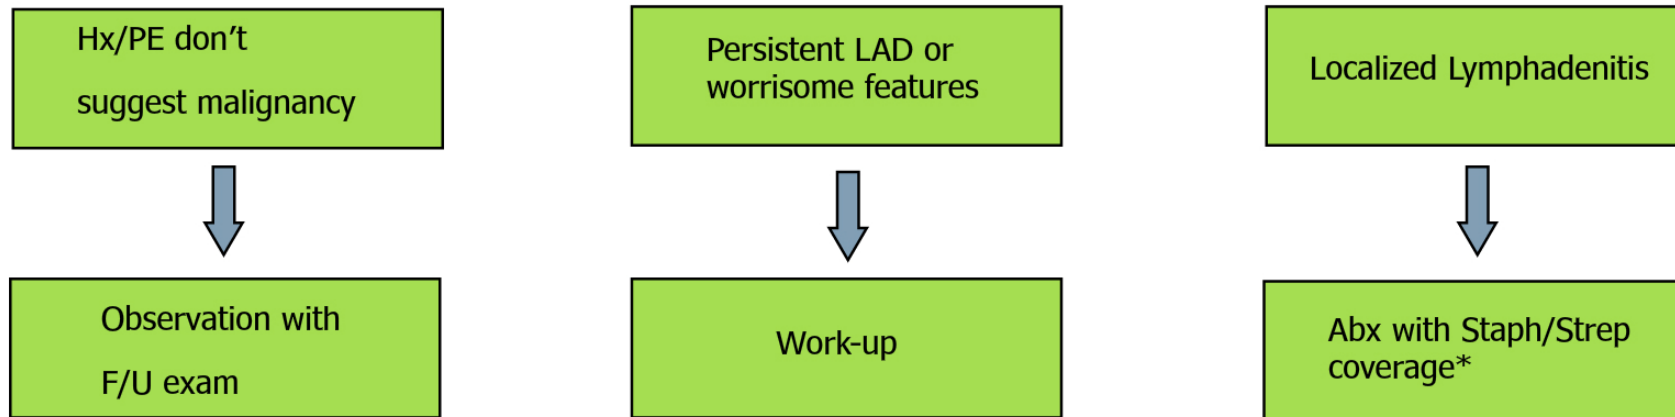 Hx/PE don’t
suggest malignancy
Persistent LAD or
worrisome features
Localized Lymphadenitis
Observation with
F/U exam
Work-up
Abx with Staph/Strep
coverage*